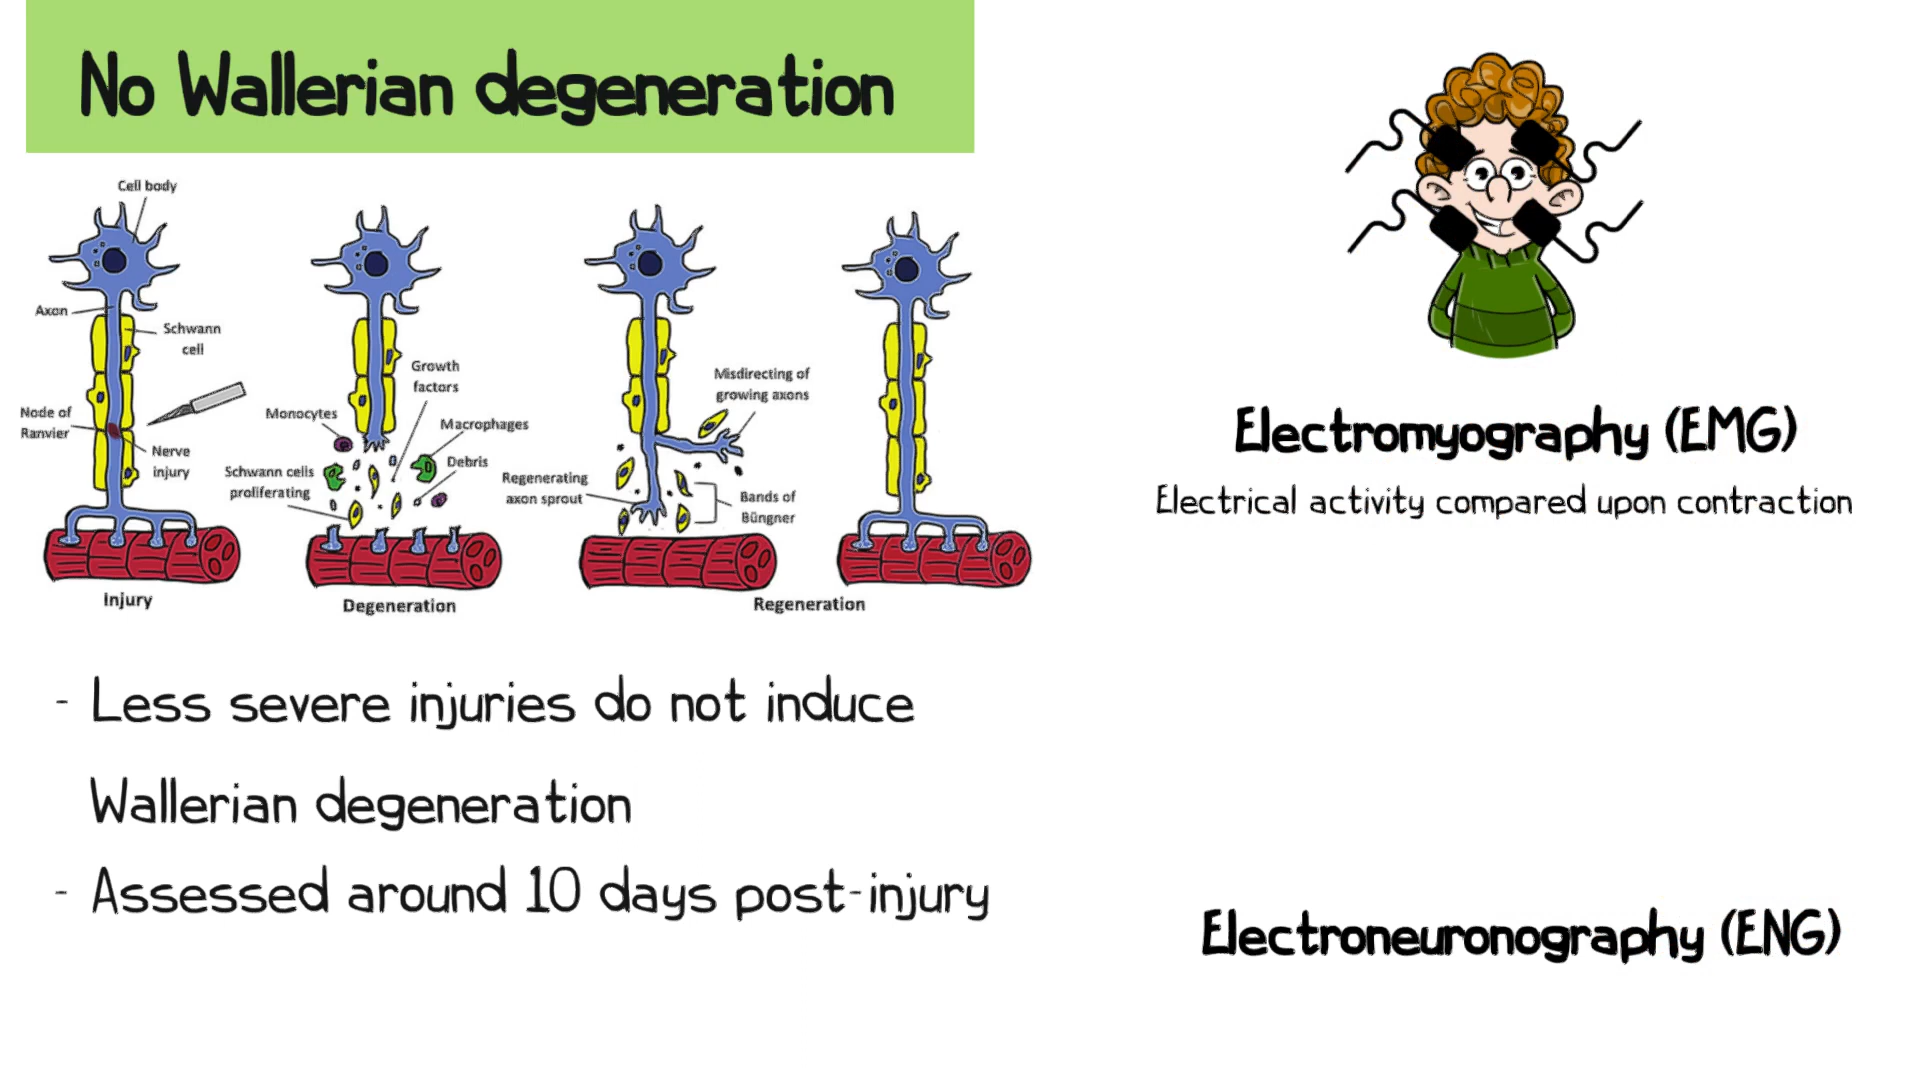 No Wallerian degeneration
Cell body
Axon
Schwann
cell
Node of
Ranvier
Nerve
injury
Injury
Growth
factors
Monocytes
Macrophages
Debris
Schwann cells
proliferating
Degeneration
Misdirecting of
growing axons
Regenerating
axon sprout
Bands of
Büngner
Regeneration
- Less severe injuries do not induce
Wallerian degeneration
- Assessed around 10 days post-injury
Electromyography (EMG)
Electrical activity compared upon contraction
Electroneuronography (ENG)